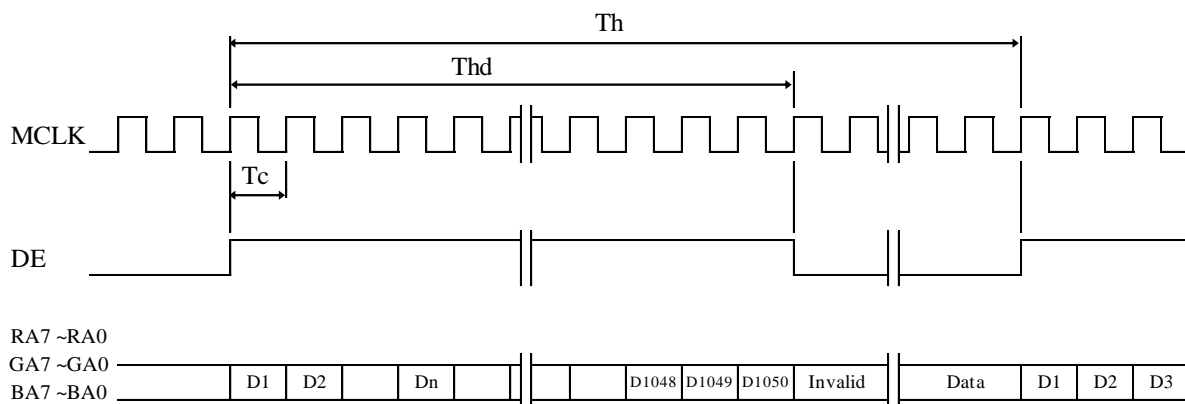 Th
Thd
MCLK
Tc
DE
RA7 ~RA0
GA7 ~GA0
BA7 ~BA0
D1 D2 Dn D1048 D1049 D1050 Invalid Data D1 D2 D3